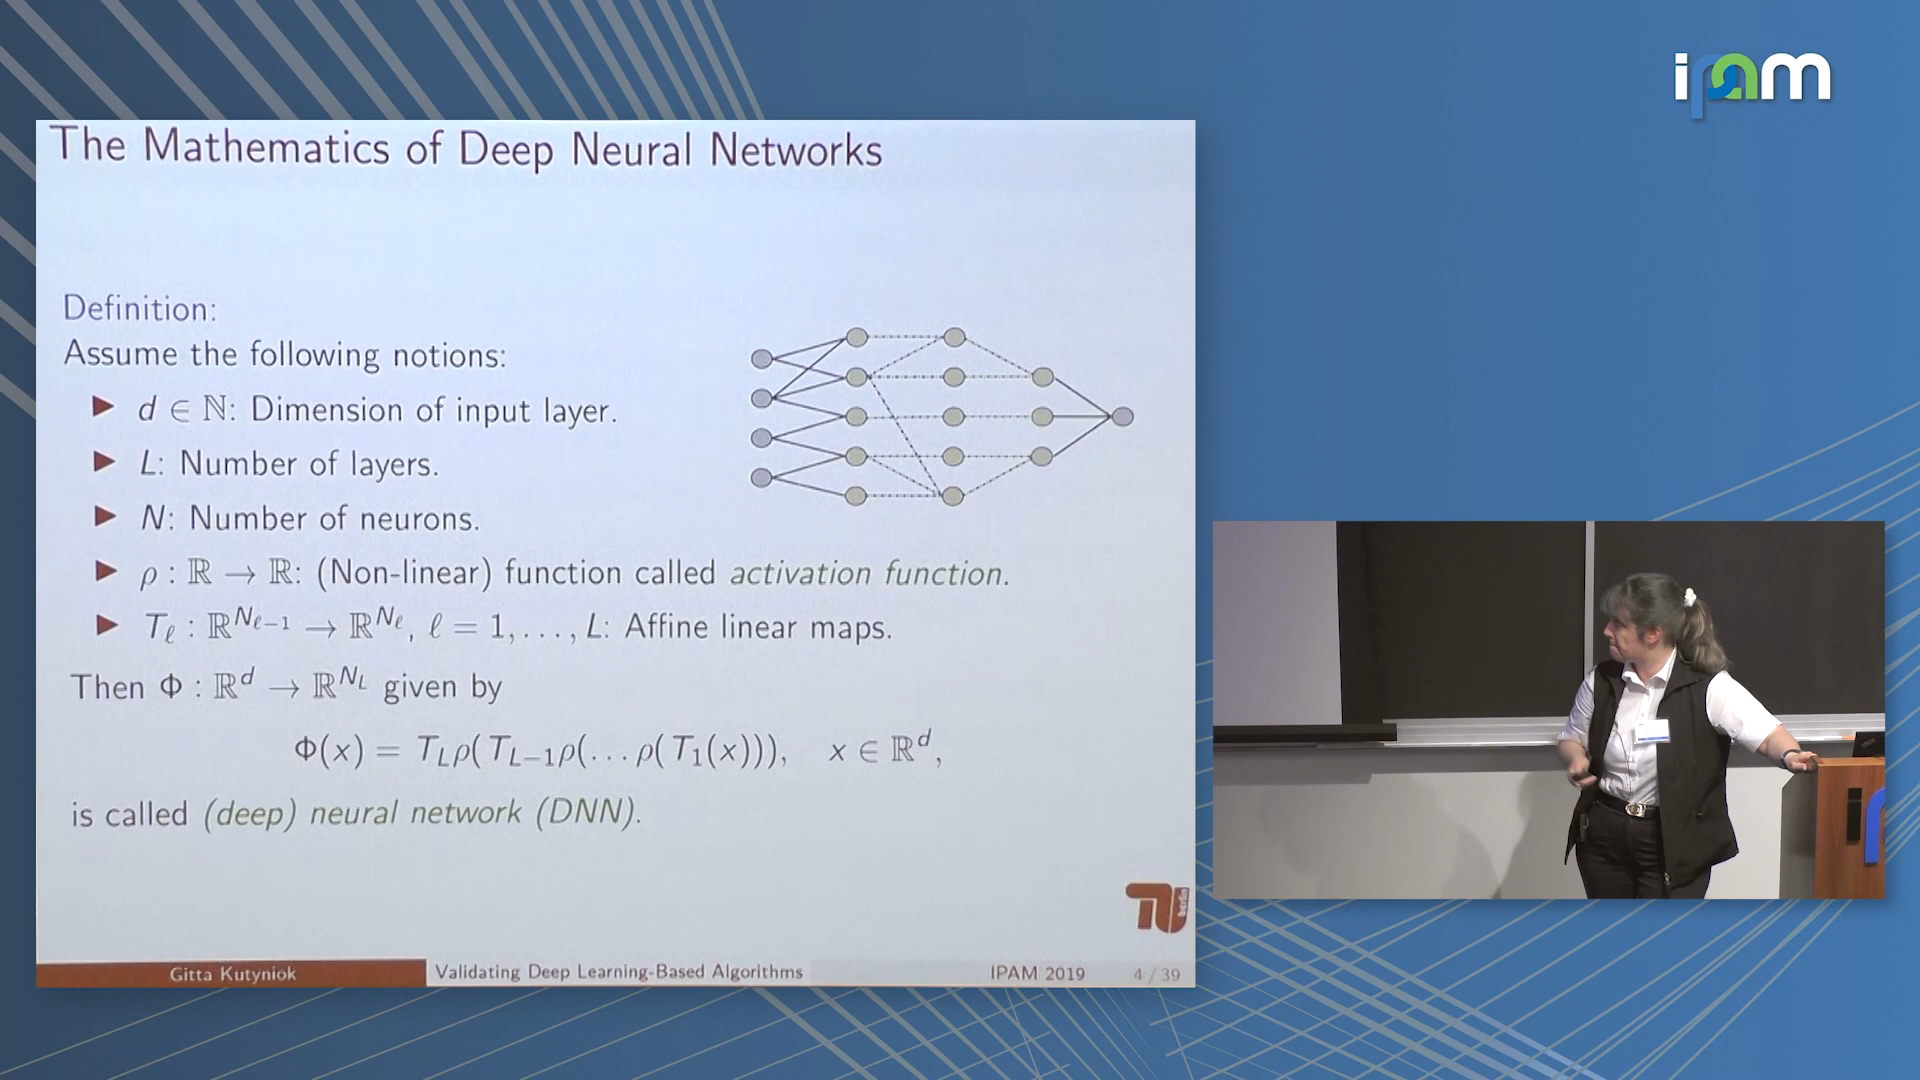 ipam
The Mathematics of Deep Neural Networks
Definition:
Assume the following notions:
▶ d ∈ ℕ: Dimension of input layer.
▶ L: Number of layers.
▶ N: Number of neurons.
▶ ρ : ℝ → ℝ: (Non-linear) function called activation function.
▶ T_ℓ : ℝ^{N_{ℓ−1}} → ℝ^{N_ℓ}, ℓ = 1, . . . , L: Affine linear maps.
Then Φ : ℝ^d → ℝ^{N_L} given by
Φ(x) = T_Lρ(T_{L−1}ρ(. . . ρ(T_1(x))), x ∈ ℝ^d,
is called (deep) neural network (DNN).
berlin
Gitta Kutyniok Validating Deep Learning-Based Algorithms IPAM 2019 4 / 39